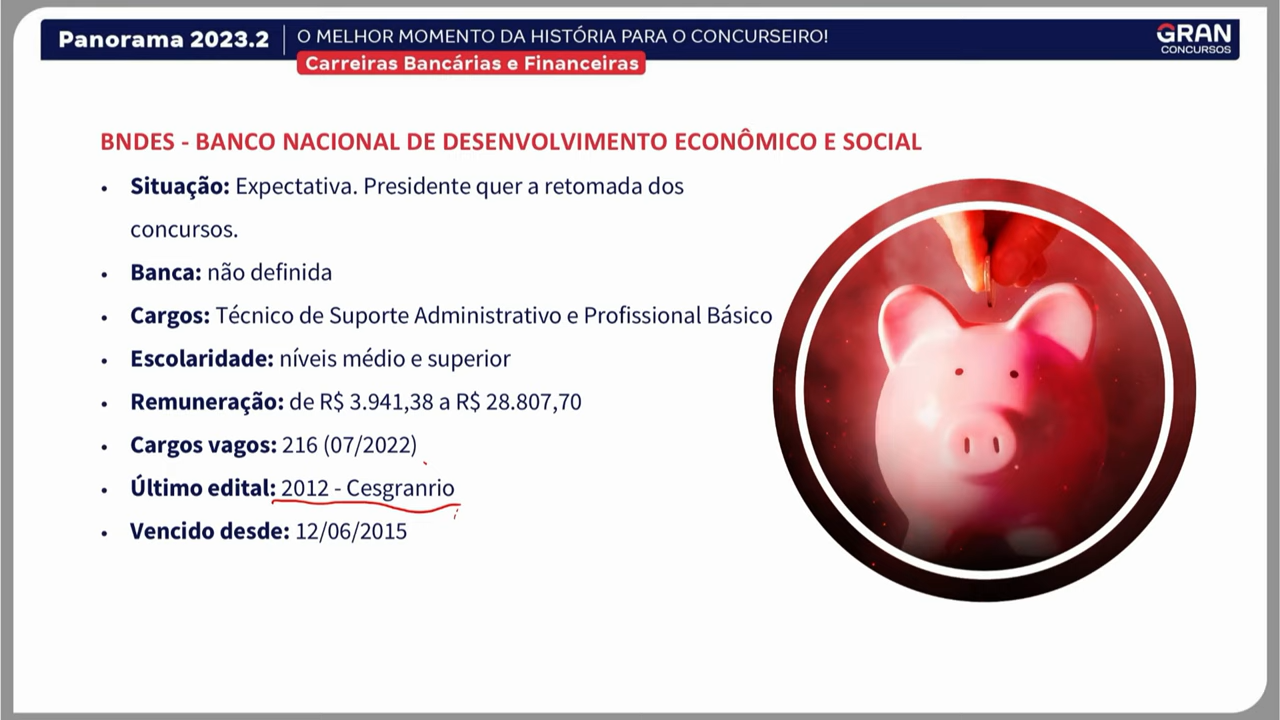 Panorama 2023.2
O MELHOR MOMENTO DA HISTÓRIA PARA O CONCURSEIRO!
Carreiras Bancárias e Financeiras
GRAN
CONCURSOS
BNDES - BANCO NACIONAL DE DESENVOLVIMENTO ECONÔMICO E SOCIAL
• Situação: Expectativa. Presidente quer a retomada dos
concursos.
• Banca: não definida
• Cargos: Técnico de Suporte Administrativo e Profissional Básico
• Escolaridade: níveis médio e superior
• Remuneração: de R$ 3.941,38 a R$ 28.807,70
• Cargos vagos: 216 (07/2022)
• Último edital: 2012 - Cesgranrio
• Vencido desde: 12/06/2015